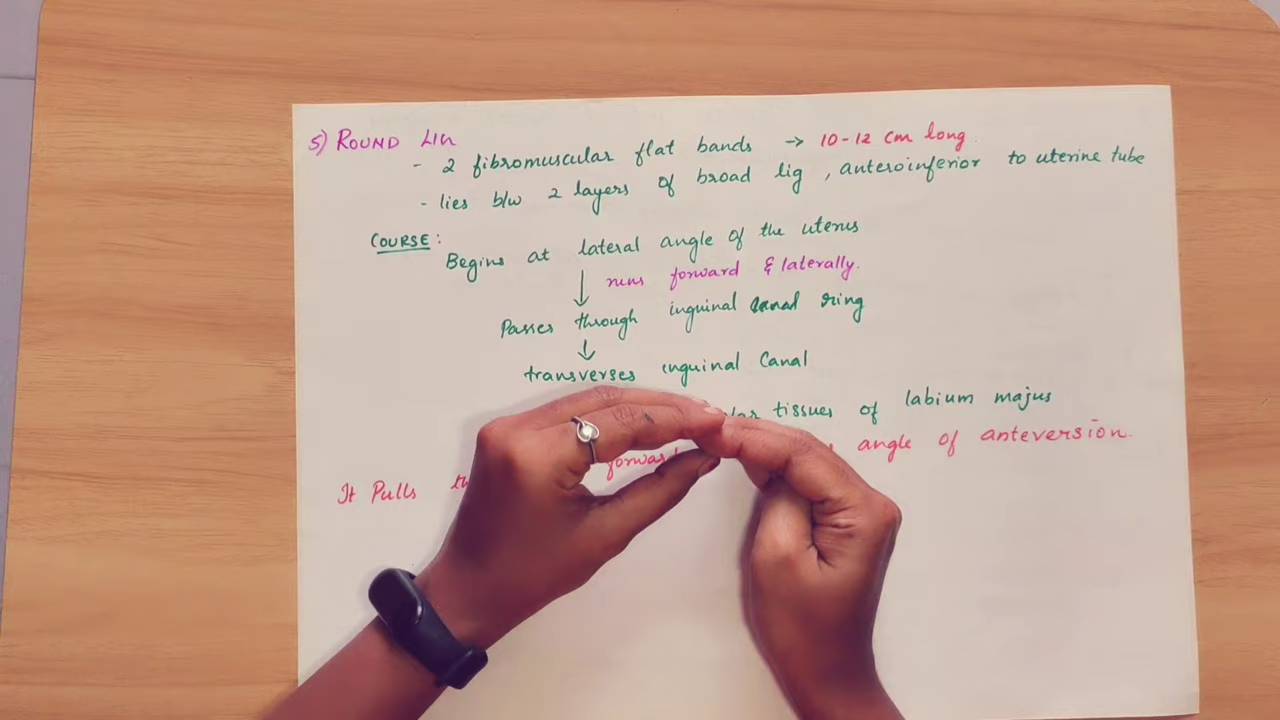 5) ROUND LIG
- 2 fibromuscular flat bands → 10-12 cm long
- lies b/w 2 layers of broad lig, anteroinferior to uterine tube
COURSE:
Begins at lateral angle of the uterus
↓ runs forward & laterally.
Passes through inguinal ring
↓
transverses inguinal Canal
tissues of labium majus
It Pulls forward angle of anteversion.